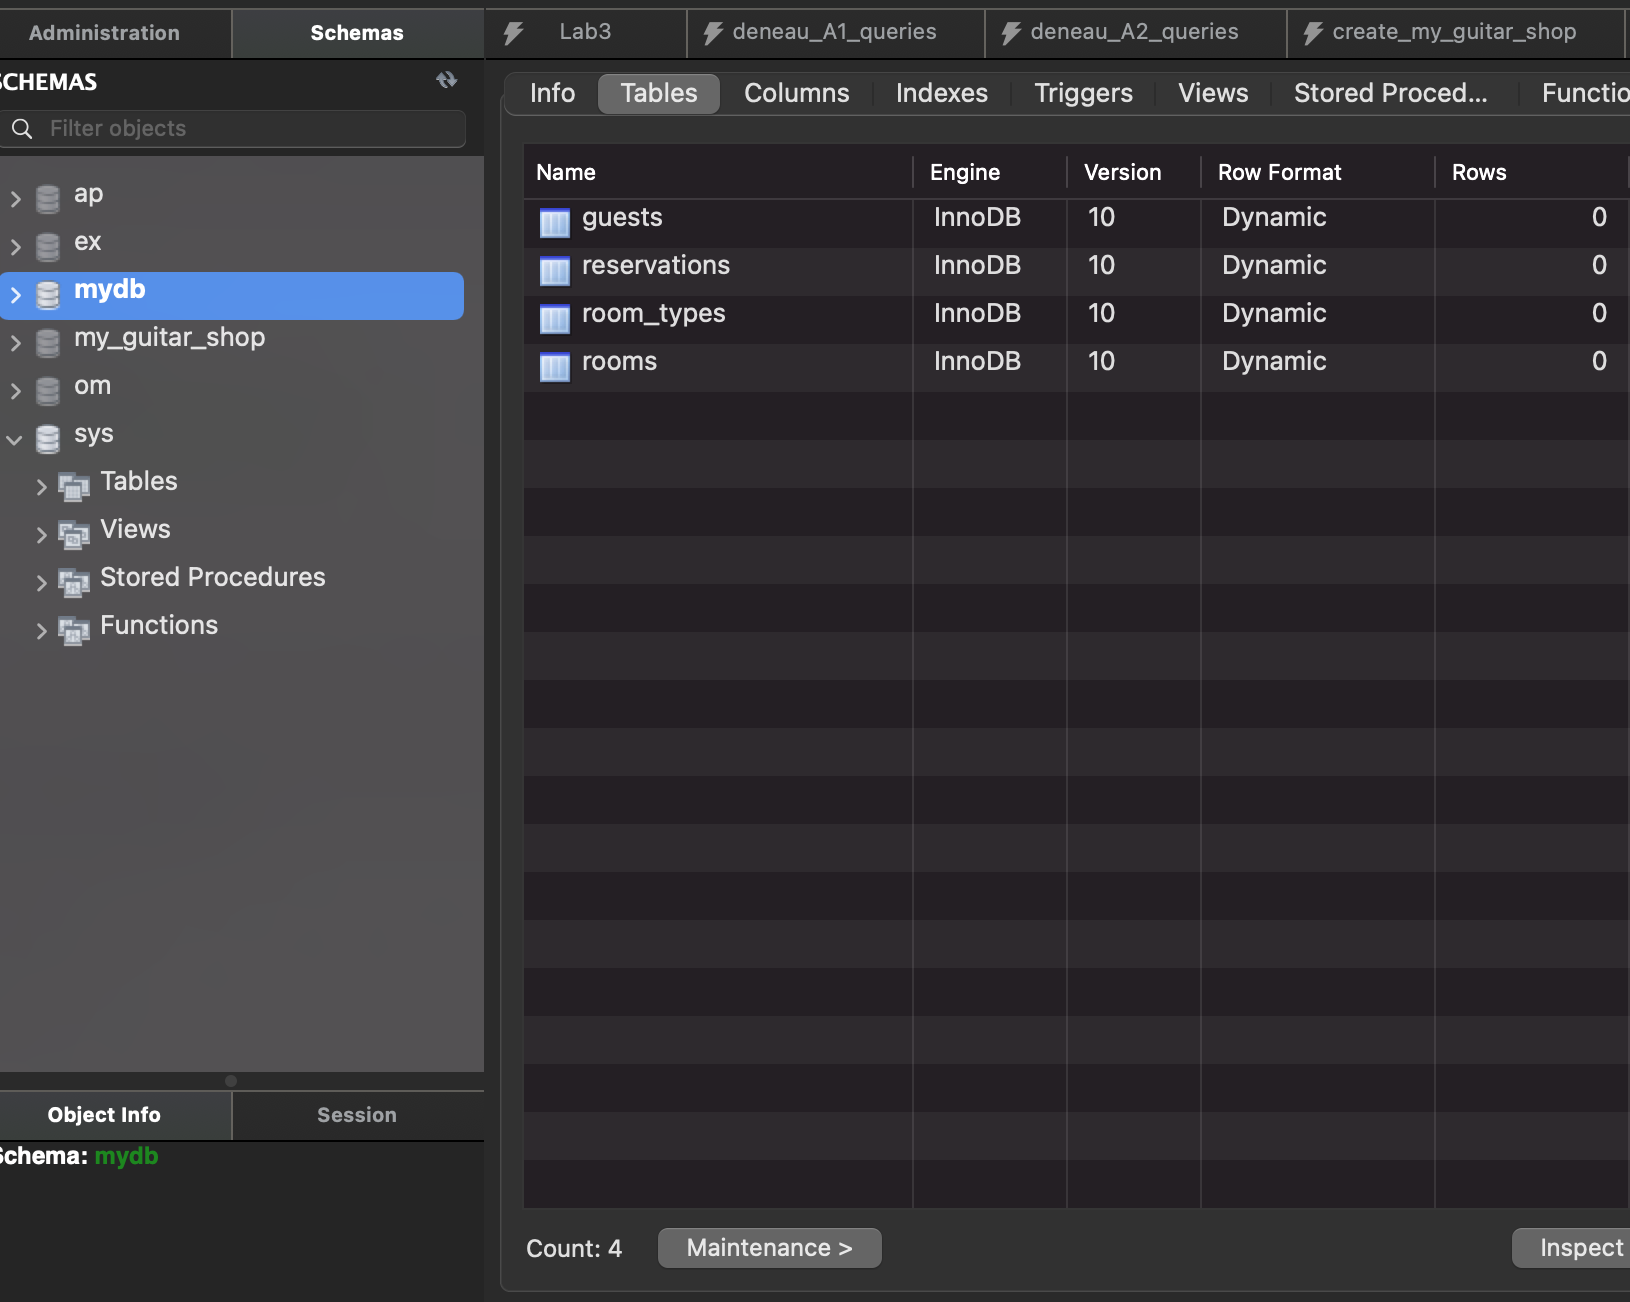 Administration Schemas Lab3 deneau_A1_queries deneau_A2_queries create_my_guitar_shop
SCHEMAS
Filter objects
ap
ex
mydb
my_guitar_shop
om
sys
Tables
Views
Stored Procedures
Functions
Object Info Session
Schema: mydb
Info Tables Columns Indexes Triggers Views Stored Proced... Functio
Name Engine Version Row Format Rows
guests InnoDB 10 Dynamic 0
reservations InnoDB 10 Dynamic 0
room_types InnoDB 10 Dynamic 0
rooms InnoDB 10 Dynamic 0
Count: 4 Maintenance > Inspect